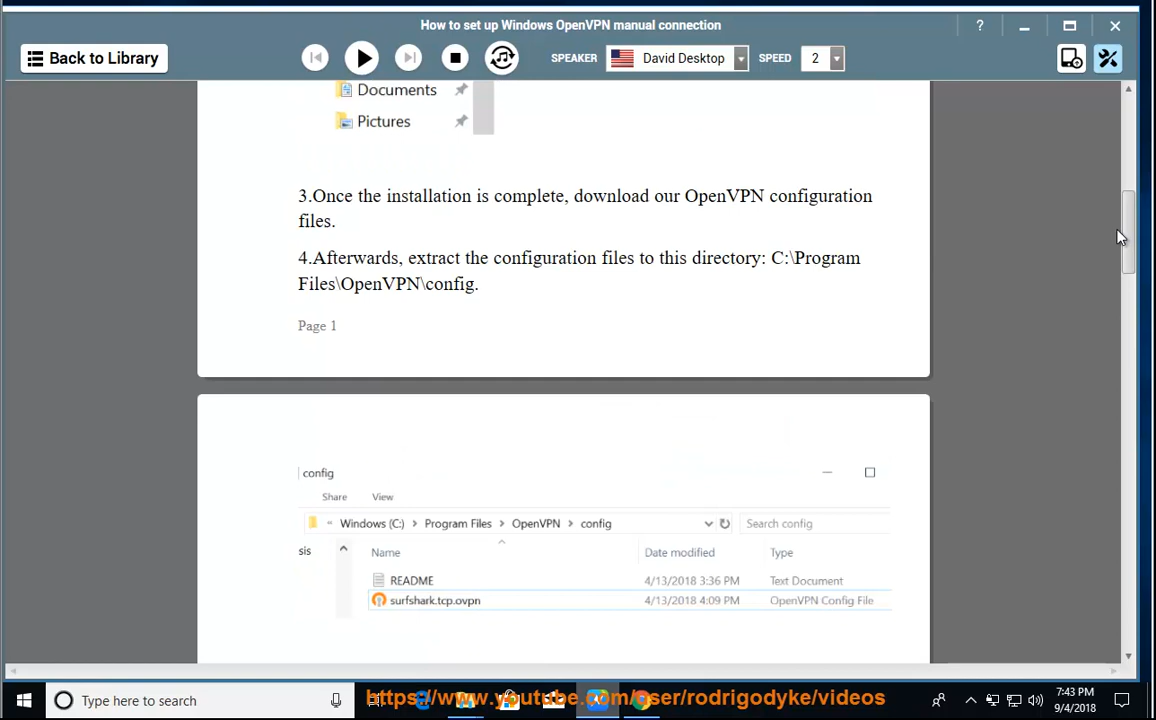 How to set up Windows OpenVPN manual connection
?
Back to Library
SPEAKER
David Desktop
SPEED
2
Documents
Pictures
3.Once the installation is complete, download our OpenVPN configuration
files.
4.Afterwards, extract the configuration files to this directory: C:\Program
Files\OpenVPN\config.
Page 1
config
Share View
Windows (C:) > Program Files > OpenVPN > config
Search config
sis
Name Date modified Type
README 4/13/2018 3:36 PM Text Document
surfshark.tcp.ovpn 4/13/2018 4:09 PM OpenVPN Config File
Type here to search
https://www.youtube.com/user/rodrigodyke/videos
7:43 PM
9/4/2018